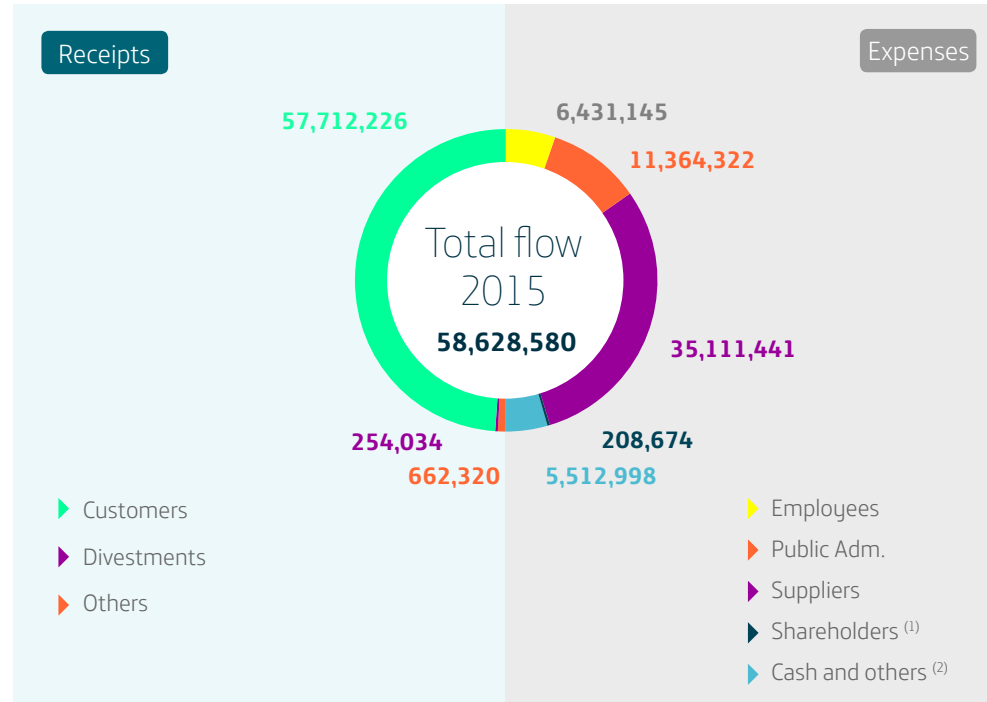 Receipts
Expenses
57,712,226
6,431,145
11,364,322
Total flow
2015
58,628,580
35,111,441
254,034
208,674
662,320
5,512,998
Customers
Divestments
Others
Employees
Public Adm.
Suppliers
Shareholders (1)
Cash and others (2)